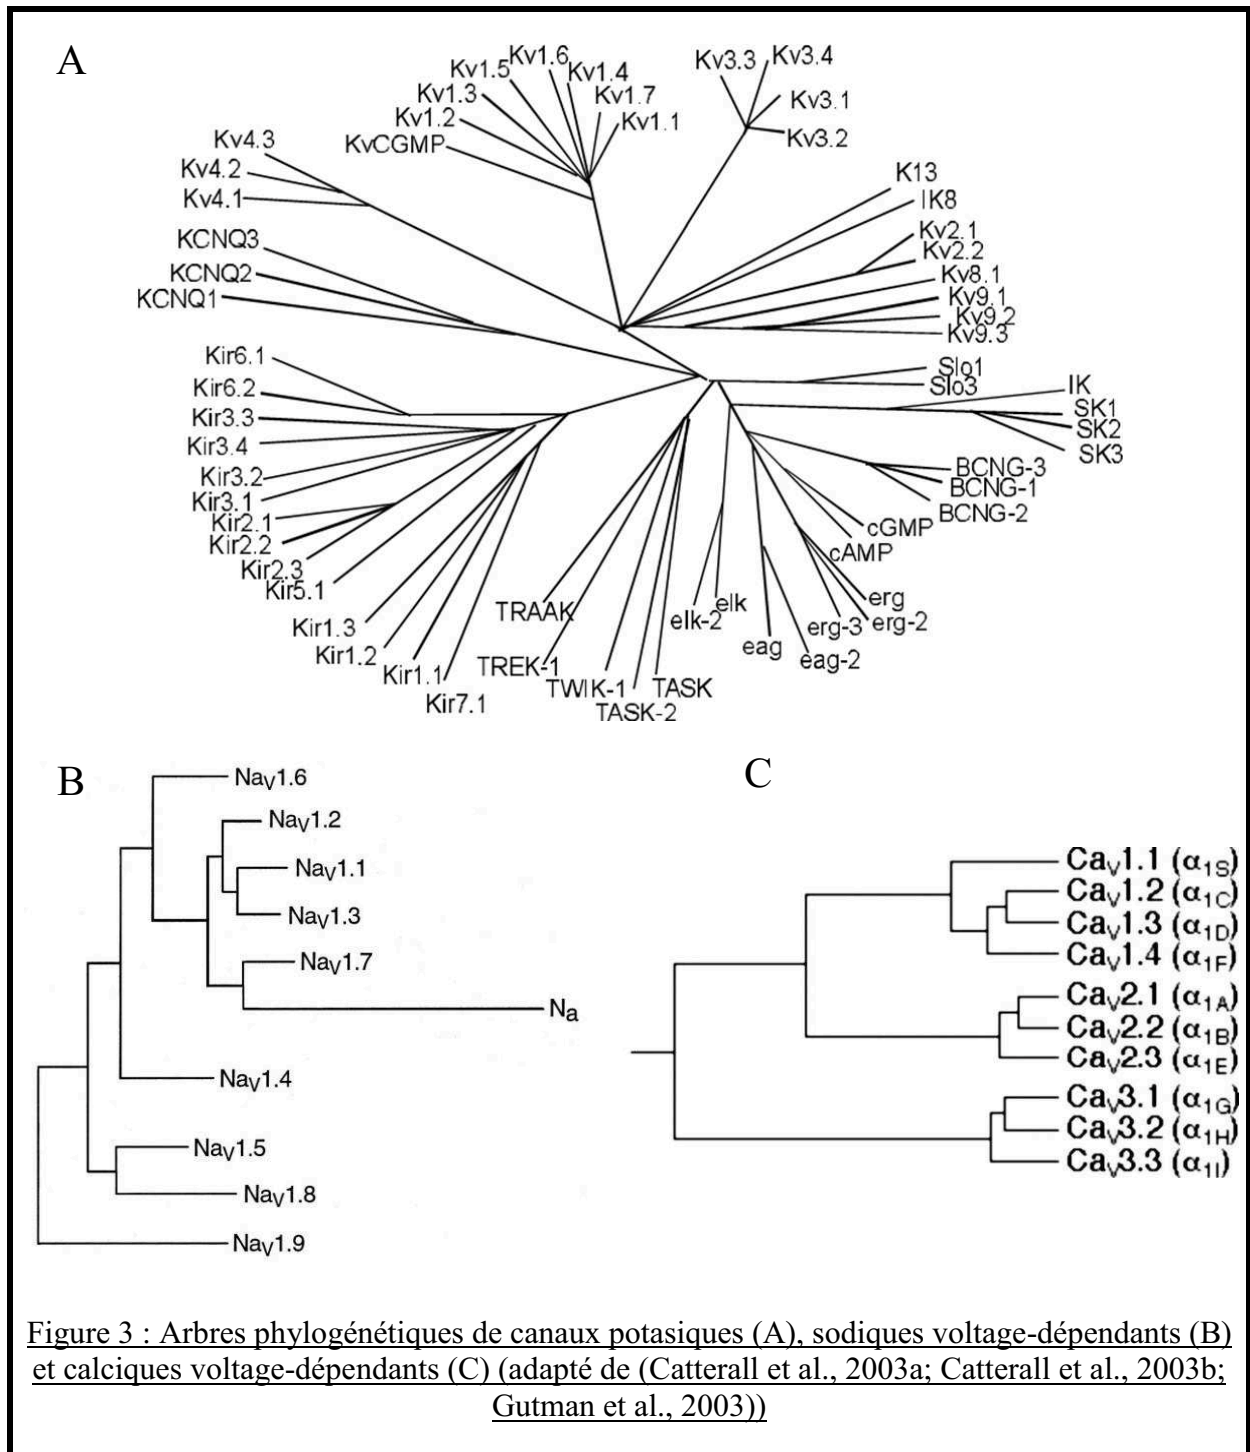 A
Kv1.6
Kv1.5
Kv1.4
Kv1.3
Kv1.7
Kv1.2
Kv1.1
KvCGMP
Kv3.3
Kv3.4
Kv3.1
Kv3.2
Kv4.3
Kv4.2
Kv4.1
K13
IK8
Kv2.1
Kv2.2
Kv8.1
Kv9.1
Kv9.2
Kv9.3
KCNQ3
KCNQ2
KCNQ1
Slo1
Slo3
IK
SK1
SK2
SK3
BCNG-3
BCNG-1
BCNG-2
cGMP
cAMP
erg
erg-2
erg-3
eag-2
eag
elk
elk-2
TASK
TASK-2
TWIK-1
TREK-1
TRAAK
Kir6.1
Kir6.2
Kir3.3
Kir3.4
Kir3.2
Kir3.1
Kir2.1
Kir2.2
Kir2.3
Kir5.1
Kir1.3
Kir1.2
Kir1.1
Kir7.1
B
NaV1.6
NaV1.2
NaV1.1
NaV1.3
NaV1.7
Na
NaV1.4
NaV1.5
NaV1.8
NaV1.9
C
CaV1.1 (α1S)
CaV1.2 (α1C)
CaV1.3 (α1D)
CaV1.4 (α1F)
CaV2.1 (α1A)
CaV2.2 (α1B)
CaV2.3 (α1E)
CaV3.1 (α1G)
CaV3.2 (α1H)
CaV3.3 (α1I)
Figure 3 : Arbres phylogénétiques de canaux potasiques (A), sodiques voltage-dépendants (B)
et calciques voltage-dépendants (C) (adapté de (Catterall et al., 2003a; Catterall et al., 2003b;
Gutman et al., 2003))